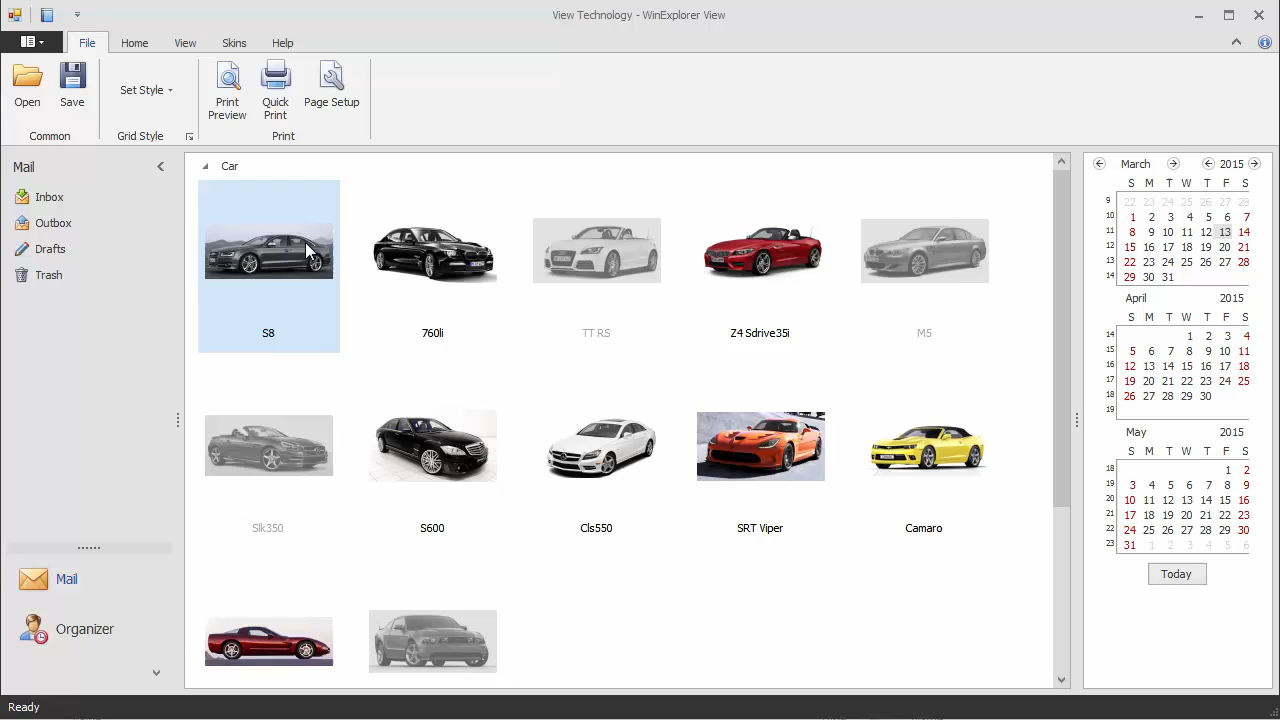 View Technology - WinExplorer View
File Home View Skins Help
Open Save Set Style Print Preview Quick Print Page Setup
Common Grid Style Print
Mail
Inbox
Outbox
Drafts
Trash
Mail
Organizer
Car
S8 760li TT RS Z4 Sdrive35i M5
Slk350 S600 Cls550 SRT Viper Camaro
March 2015
S M T W T F S
9 22 23 24 25 26 27 28
10 1 2 3 4 5 6 7
11 8 9 10 11 12 13 14
12 15 16 17 18 19 20 21
13 22 23 24 25 26 27 28
14 29 30 31
April 2015
S M T W T F S
14 1 2 3 4
15 5 6 7 8 9 10 11
16 12 13 14 15 16 17 18
17 19 20 21 22 23 24 25
18 26 27 28 29 30
19
May 2015
S M T W T F S
18 1 2
19 3 4 5 6 7 8 9
20 10 11 12 13 14 15 16
21 17 18 19 20 21 22 23
22 24 25 26 27 28 29 30
23 31 1 2 3 4 5 6
Today
Ready